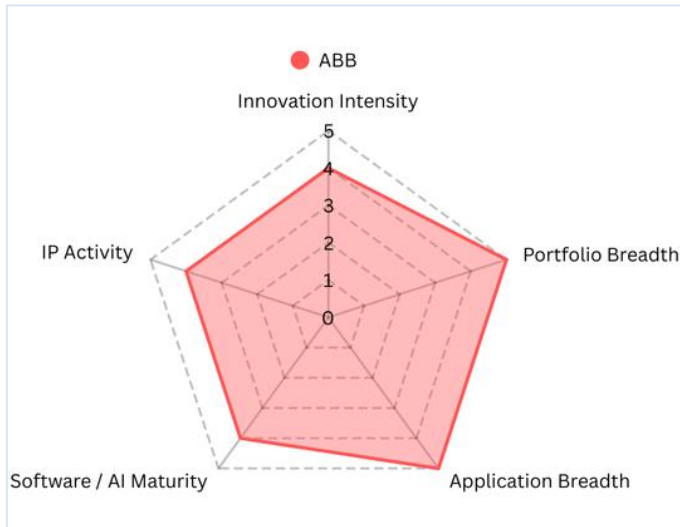 ABB
Innovation Intensity
5
4
3
2
1
0
IP Activity
Portfolio Breadth
Software / AI Maturity
Application Breadth